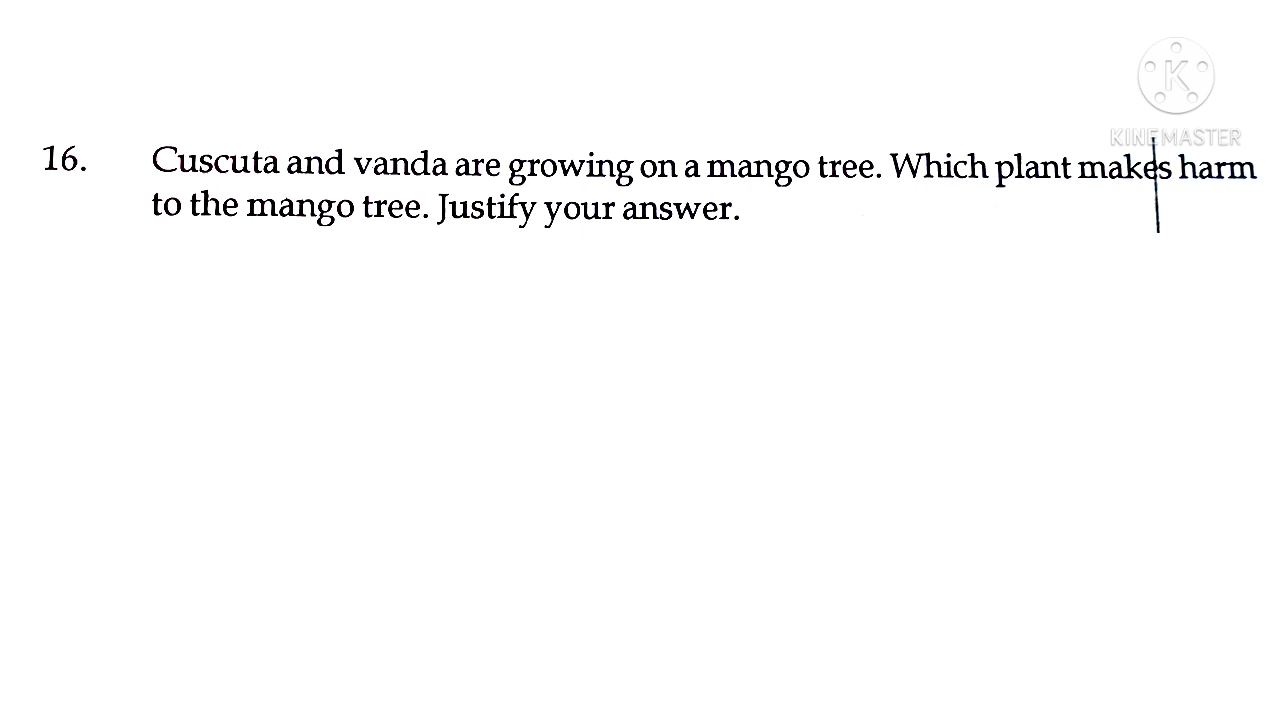 KINEMASTER
16. Cuscuta and vanda are growing on a mango tree. Which plant makes harm
to the mango tree. Justify your answer.